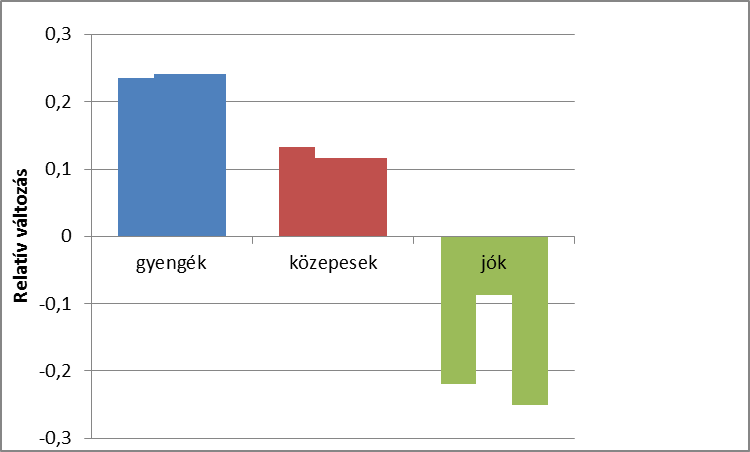 0,3
0,2
0,1
0
-0,1
-0,2
-0,3
Relatív változás
gyengék
közepesek
jók